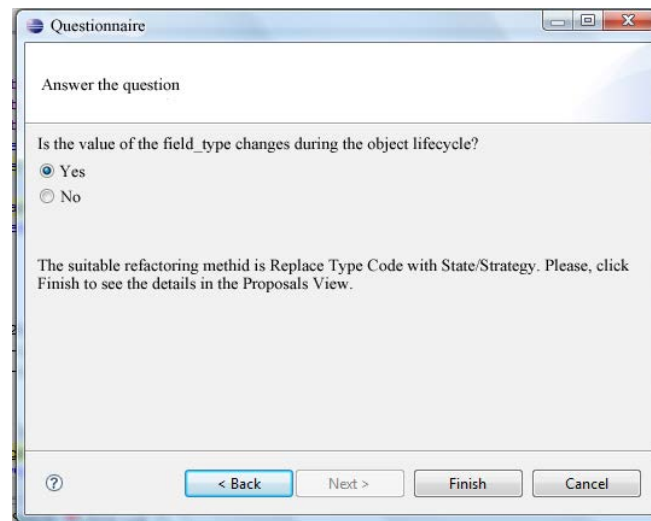 Questionnaire
Answer the question
Is the value of the field_type changes during the object lifecycle?
Yes
No
The suitable refactoring methid is Replace Type Code with State/Strategy. Please, click
Finish to see the details in the Proposals View.
?
< Back
Next >
Finish
Cancel